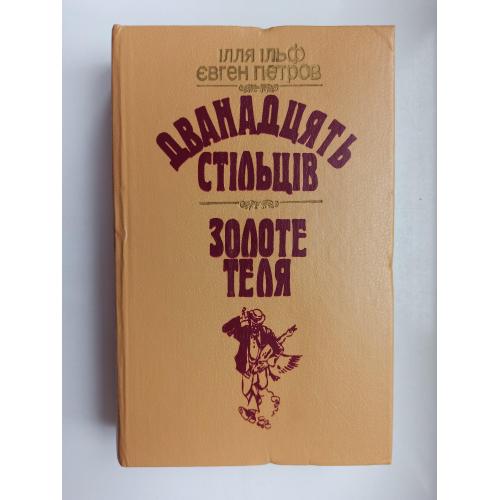 ІЛЛЯ ІЛЬФ
ЄВГЕН ПЕТРОВ
ДВАНАДЦЯТЬ
СТІЛЬЦІВ
ЗОЛОТЕ
ТЕЛЯ